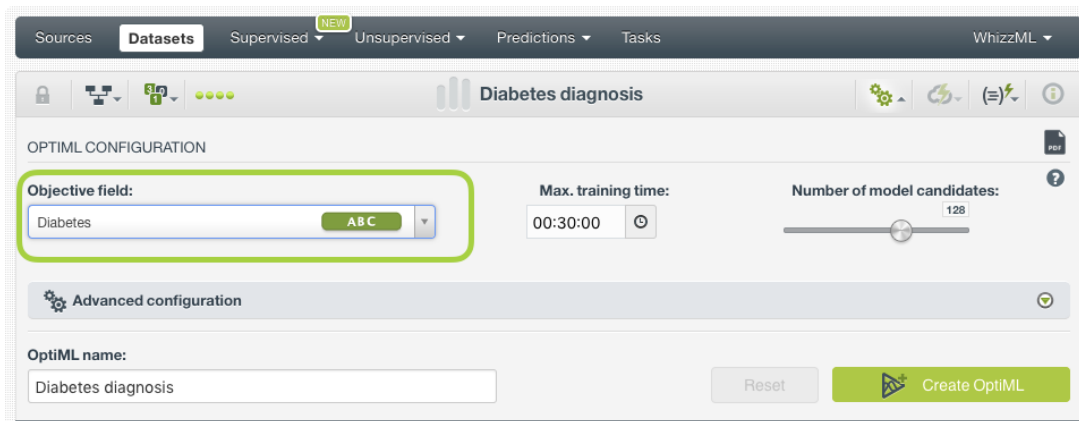 NEW
Sources Datasets Supervised Unsupervised Predictions Tasks WhizzML
Diabetes diagnosis
OPTIML CONFIGURATION
PDF
Objective field: Max. training time: Number of model candidates:
128
Diabetes ABC 00:30:00
Advanced configuration
OptiML name:
Diabetes diagnosis Reset Create OptiML